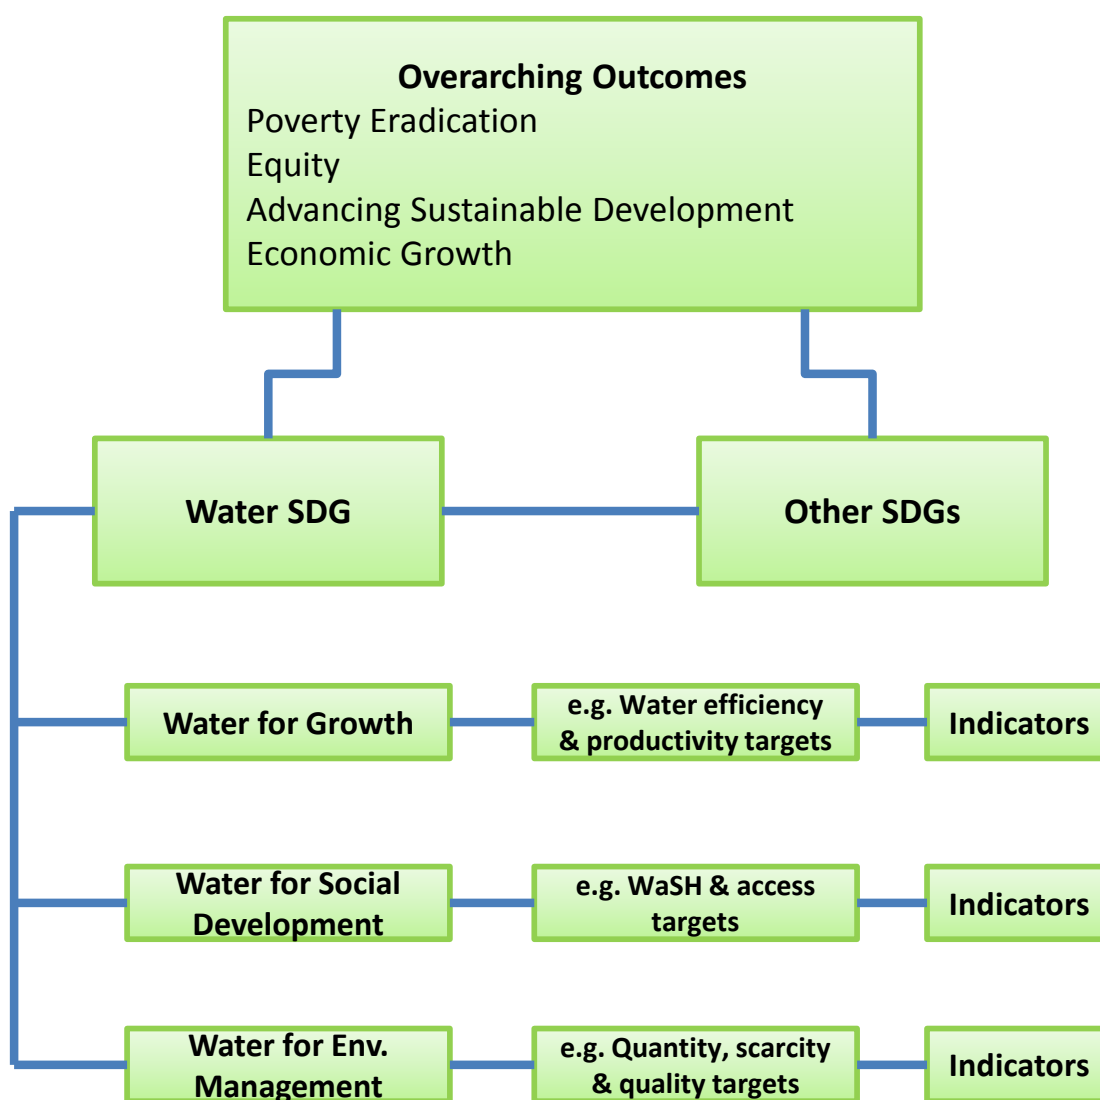 Overarching Outcomes
Poverty Eradication
Equity
Advancing Sustainable Development
Economic Growth
Water SDG
Other SDGs
Water for Growth
e.g. Water efficiency
& productivity targets
Indicators
Water for Social
Development
e.g. WaSH & access
targets
Indicators
Water for Env.
Management
e.g. Quantity, scarcity
& quality targets
Indicators